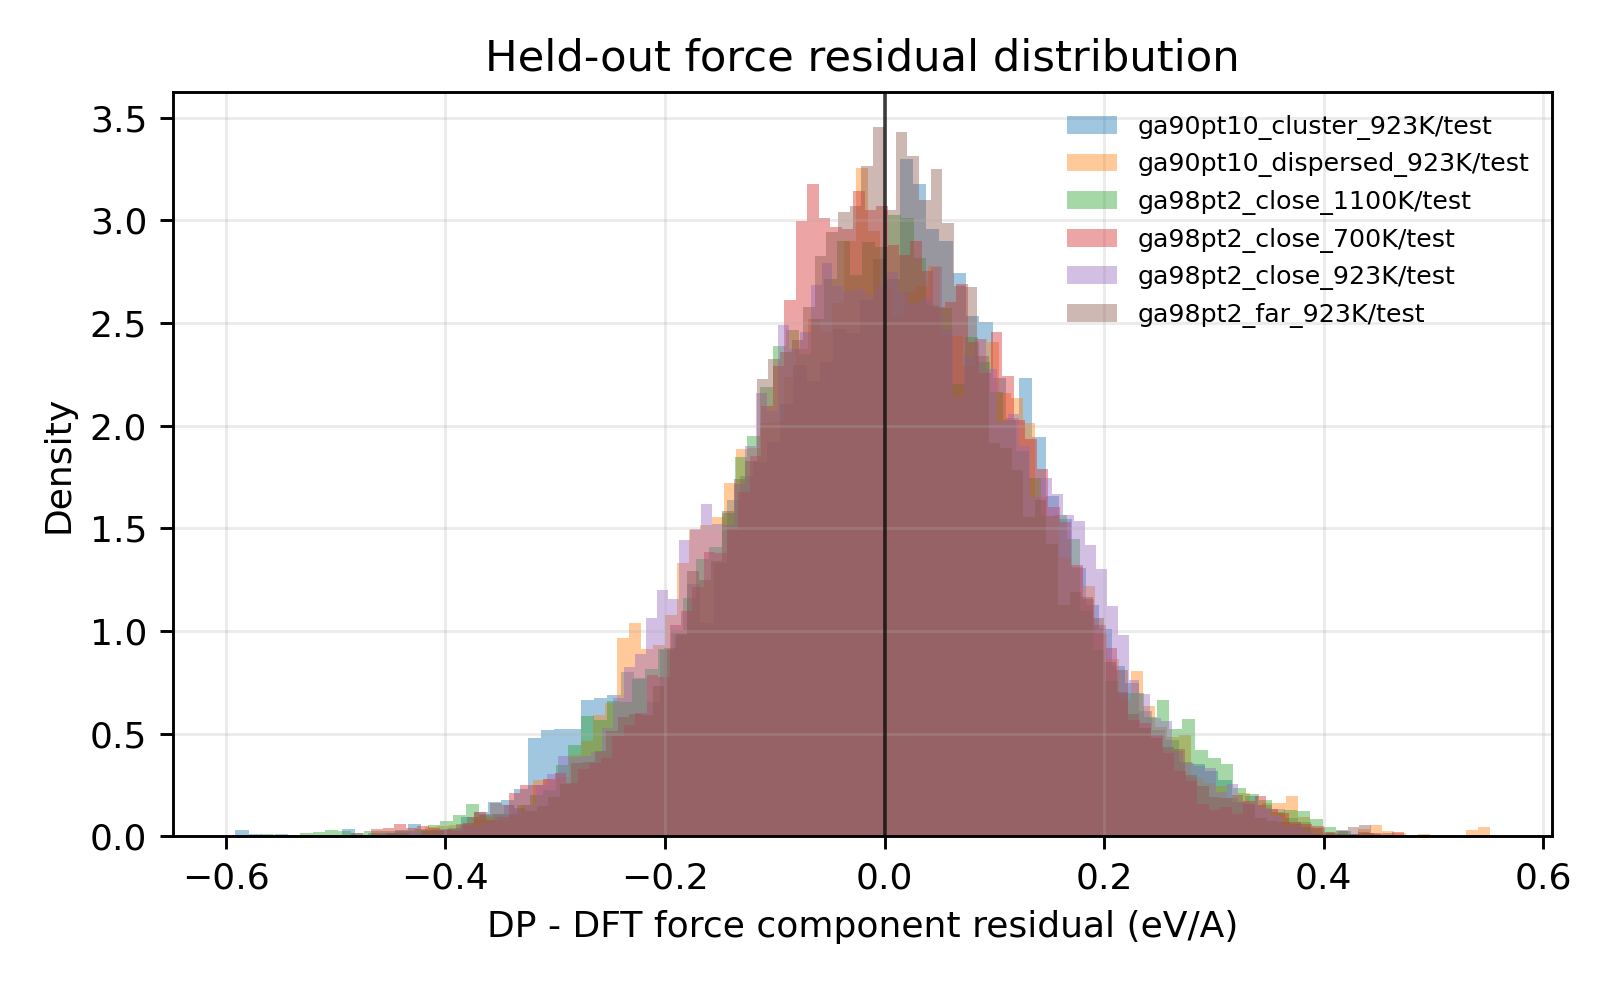 Held-out force residual distribution
3.5
3.0
2.5
2.0
1.5
1.0
0.5
0.0
Density
ga90pt10_cluster_923K/test
ga90pt10_dispersed_923K/test
ga98pt2_close_1100K/test
ga98pt2_close_700K/test
ga98pt2_close_923K/test
ga98pt2_far_923K/test
−0.6 −0.4 −0.2 0.0 0.2 0.4 0.6
DP - DFT force component residual (eV/A)